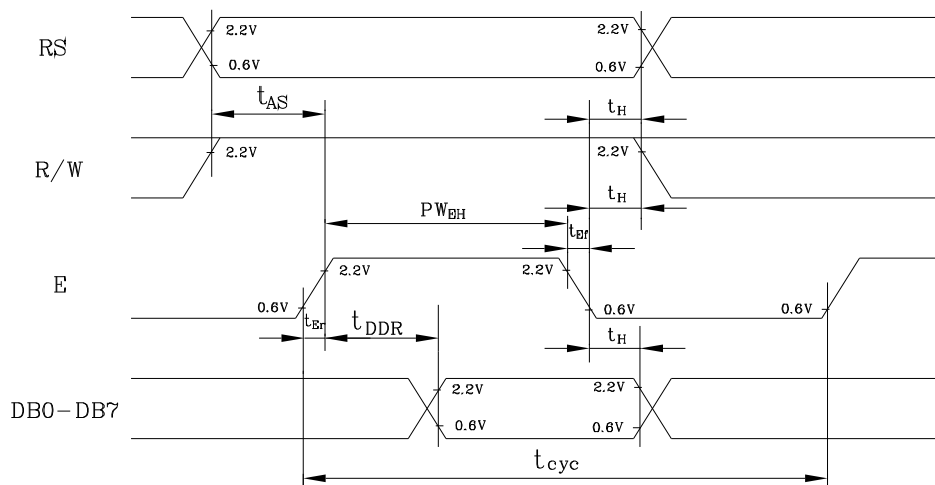 RS
2.2V 2.2V
0.6V 0.6V
tAS tH
R/W
2.2V 2.2V
PWEH tH
tEf
E
2.2V 2.2V
0.6V 0.6V 0.6V
tEr tDDR tH
DB0-DB7
2.2V 2.2V
0.6V 0.6V
tcyc